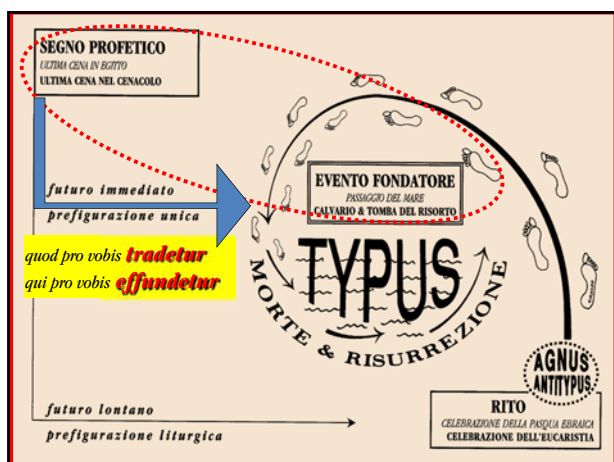 SEGNO PROFETICO
ULTIMA CENA IN EGITTO
ULTIMA CENA NEL CENACOLO
futuro immediato
prefigurazione unica
quod pro vobis tradetur
qui pro vobis effundetur
EVENTO FONDATORE
PASSAGGIO DEL MARE
CALVARIO & TOMBA DEL RISORTO
TYPUS
MORTE & RISURREZIONE
AGNUS
ANTITYPUS
RITO
CELEBRAZIONE DELLA PASQUA EBRAICA
CELEBRAZIONE DELL'EUCARISTIA
futuro lontano
prefigurazione liturgica